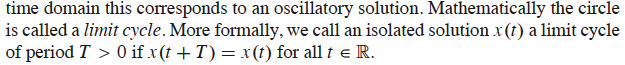 time domain this corresponds to an oscillatory solution. Mathematically the circle
is called a limit cycle. More formally, we call an isolated solution x(t) a limit cycle
of period T > 0 if x(t + T) = x(t) for all t ∈ ℝ.